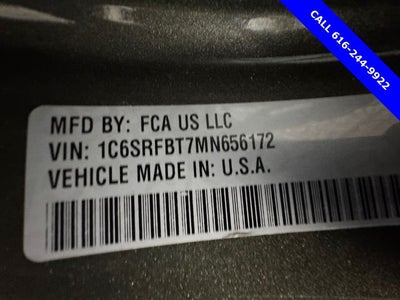 CALL 616-244-9922
MFD BY: FCA US LLC
VIN: 1C6SRFBT7MN656172
VEHICLE MADE IN: U.S.A.